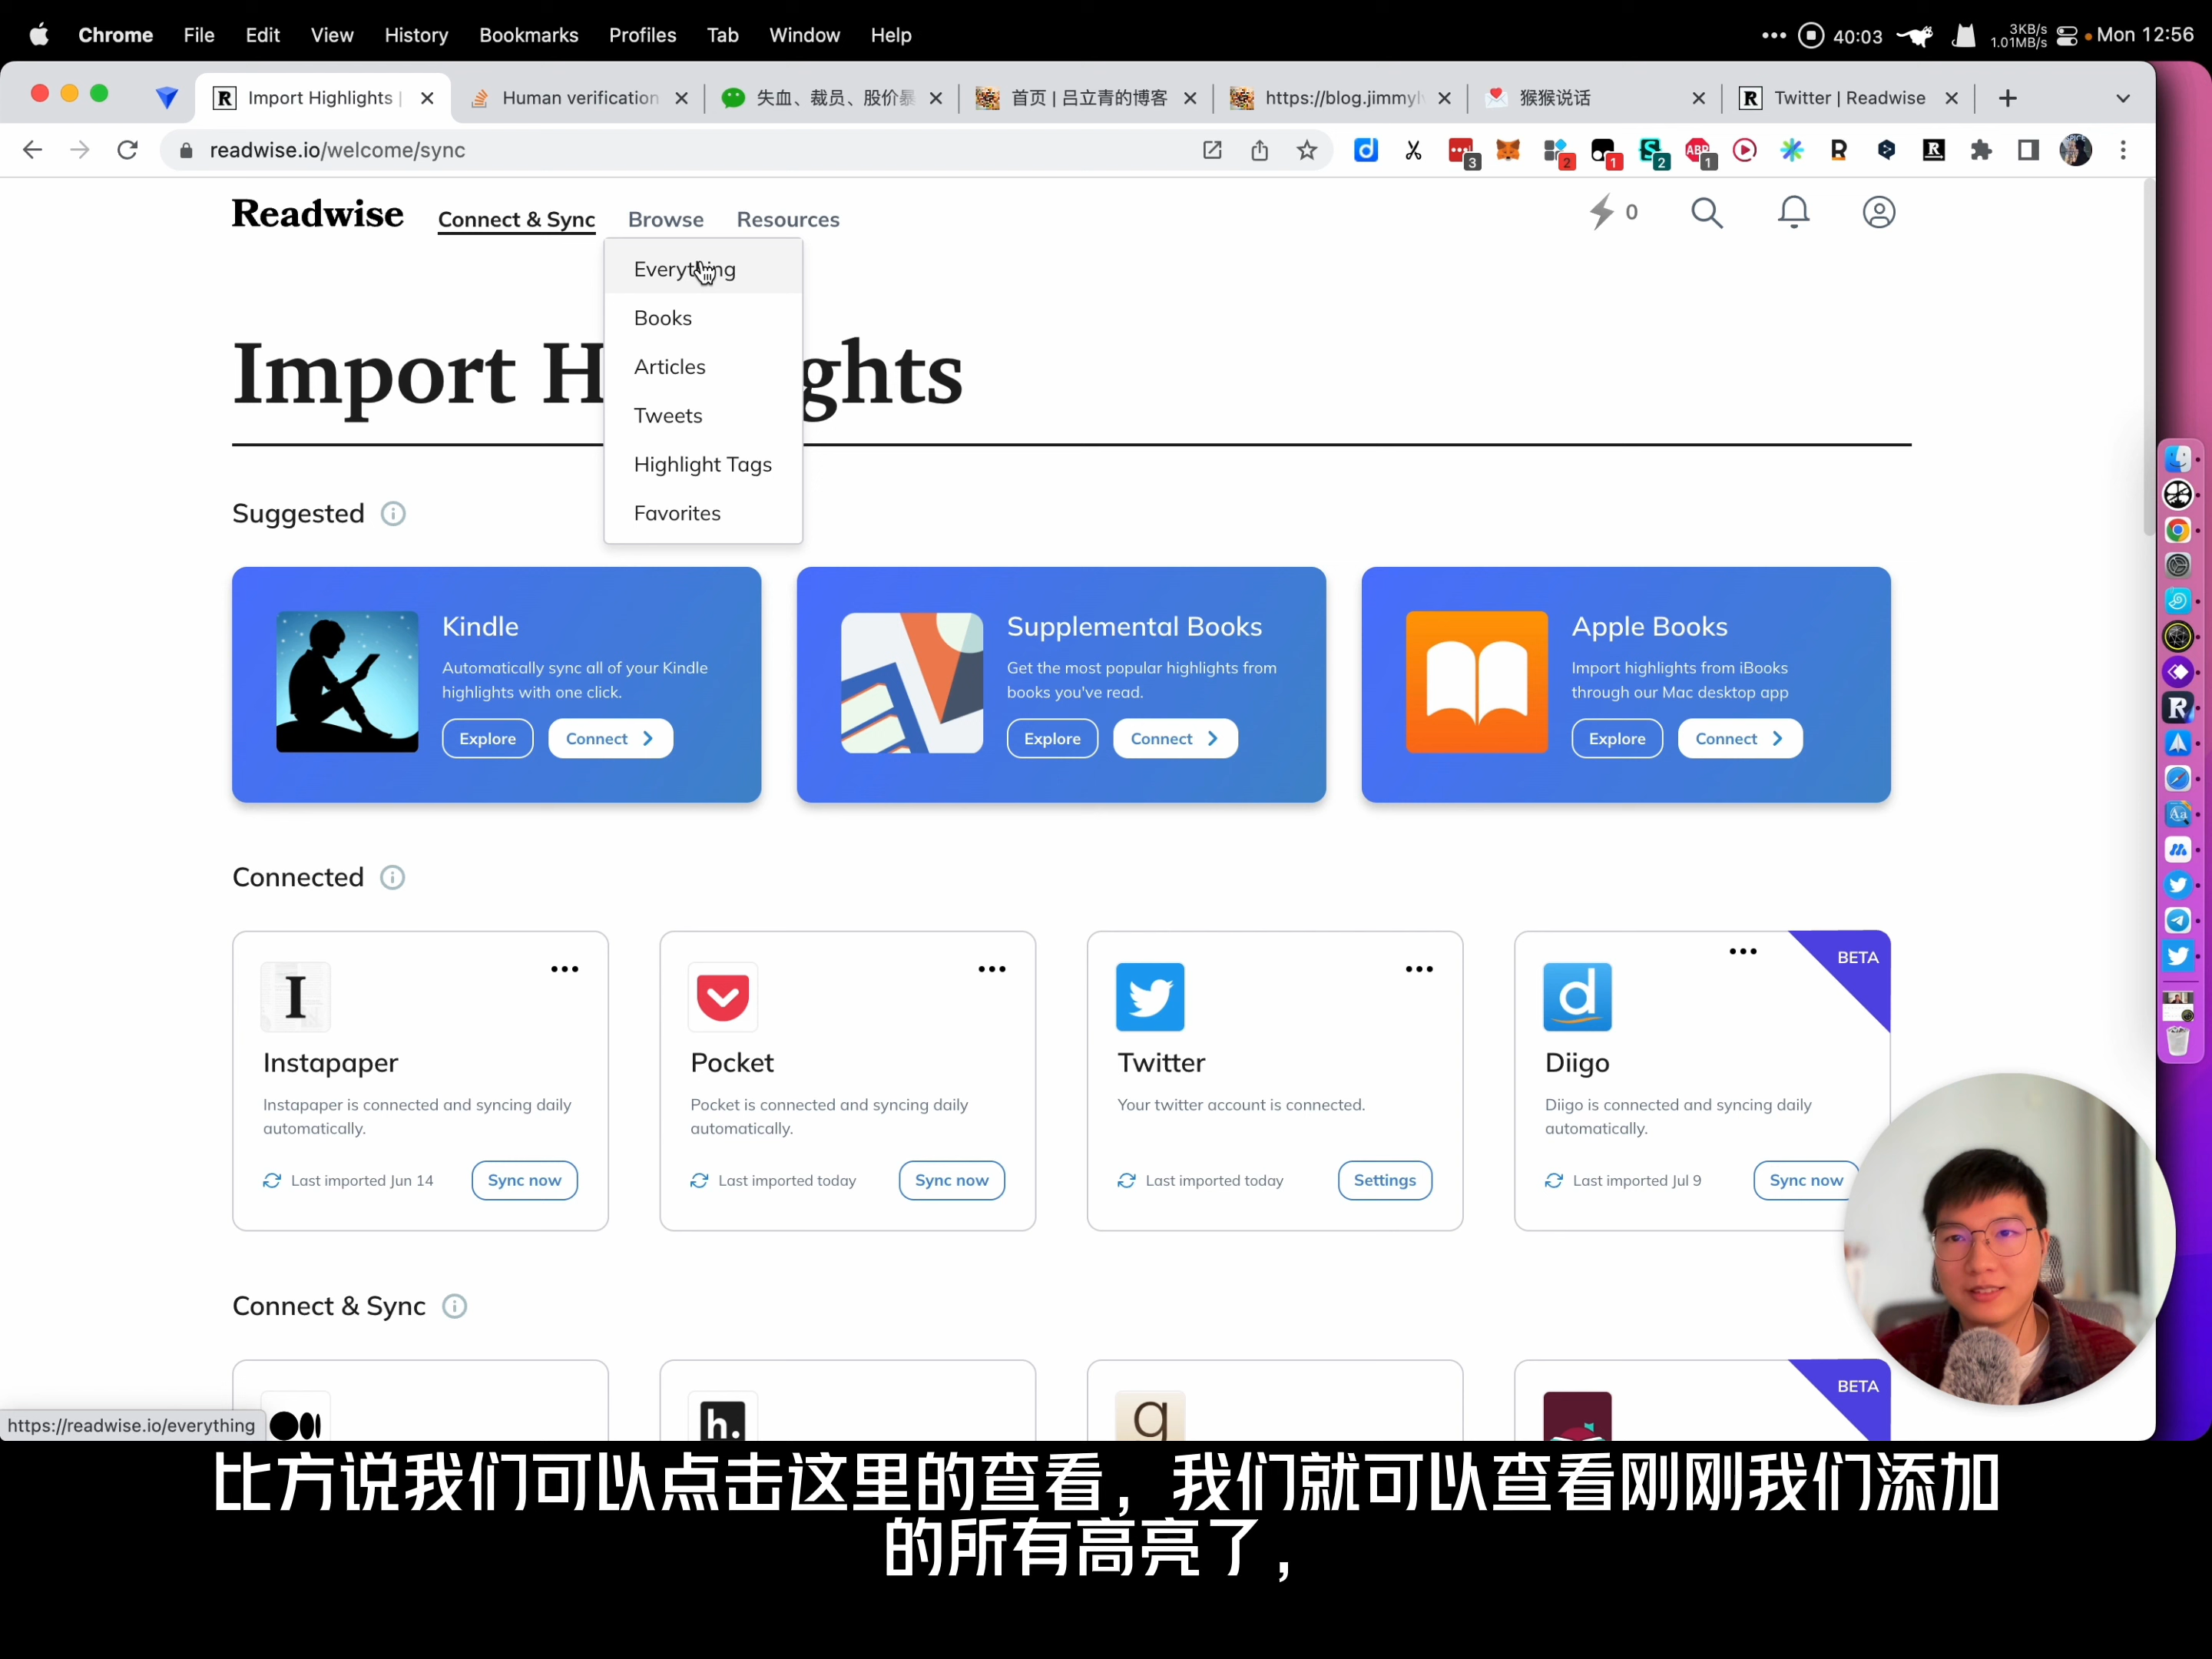 Chrome File Edit View History Bookmarks Profiles Tab Window Help
40:03
3KB/s
1.01MB/s
Mon 12:56
Import Highlights |
Human verification
失血、裁员、股价暴
首页 | 吕立青的博客
https://blog.jimmylv
猴猴说话
Twitter | Readwise
readwise.io/welcome/sync
Readwise
Connect & Sync
Browse
Resources
0
Everything
Books
Articles
Tweets
Highlight Tags
Favorites
Import H ghts
Suggested
Kindle
Automatically sync all of your Kindle
highlights with one click.
Explore
Connect
Supplemental Books
Get the most popular highlights from
books you've read.
Explore
Connect
Apple Books
Import highlights from iBooks
through our Mac desktop app
Explore
Connect
Connected
Instapaper
Instapaper is connected and syncing daily
automatically.
Last imported Jun 14
Sync now
Pocket
Pocket is connected and syncing daily
automatically.
Last imported today
Sync now
Twitter
Your twitter account is connected.
Last imported today
Settings
BETA
Diigo
Diigo is connected and syncing daily
automatically.
Last imported Jul 9
Sync now
Connect & Sync
h.
g
BETA
https://readwise.io/everything
比方说我们可以点击这里的查看，我们就可以查看刚刚我们添加
的所有高亮了，